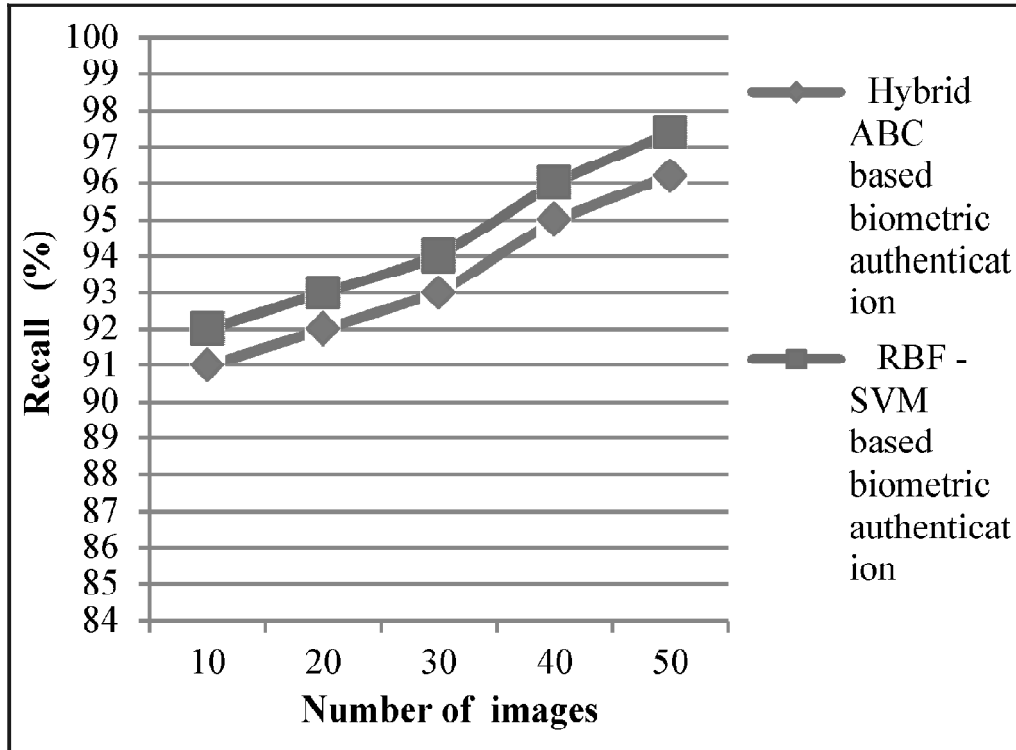 100
99
98
97
96
95
94
93
92
91
90
89
88
87
86
85
84
Recall (%)
10 20 30 40 50
Number of images
Hybrid
ABC
based
biometric
authenticat
ion
RBF -
SVM
based
biometric
authenticat
ion